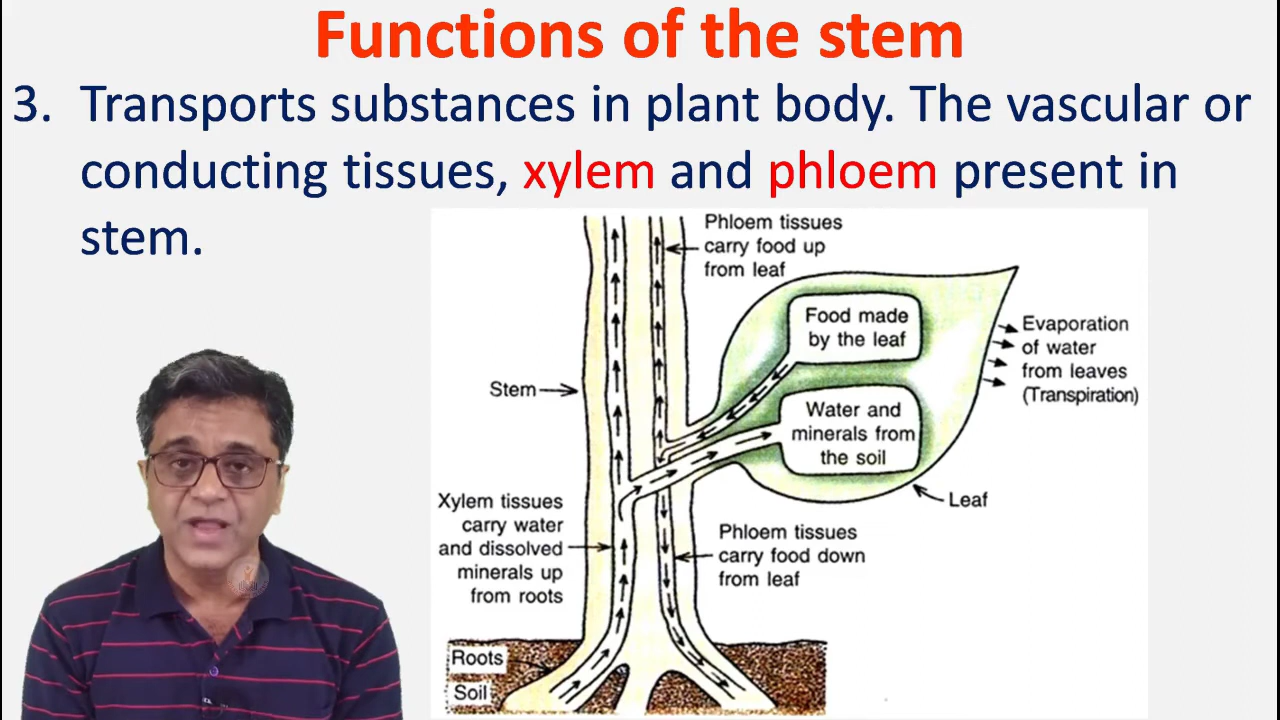 Functions of the stem
3. Transports substances in plant body. The vascular or
conducting tissues, xylem and phloem present in
stem.
Phloem tissues
carry food up
from leaf
Food made
by the leaf
Evaporation
of water
from leaves
(Transpiration)
Stem
Water and
minerals from
the soil
Leaf
Xylem tissues
carry water
and dissolved
minerals up
from roots
Phloem tissues
carry food down
from leaf
Roots
Soil